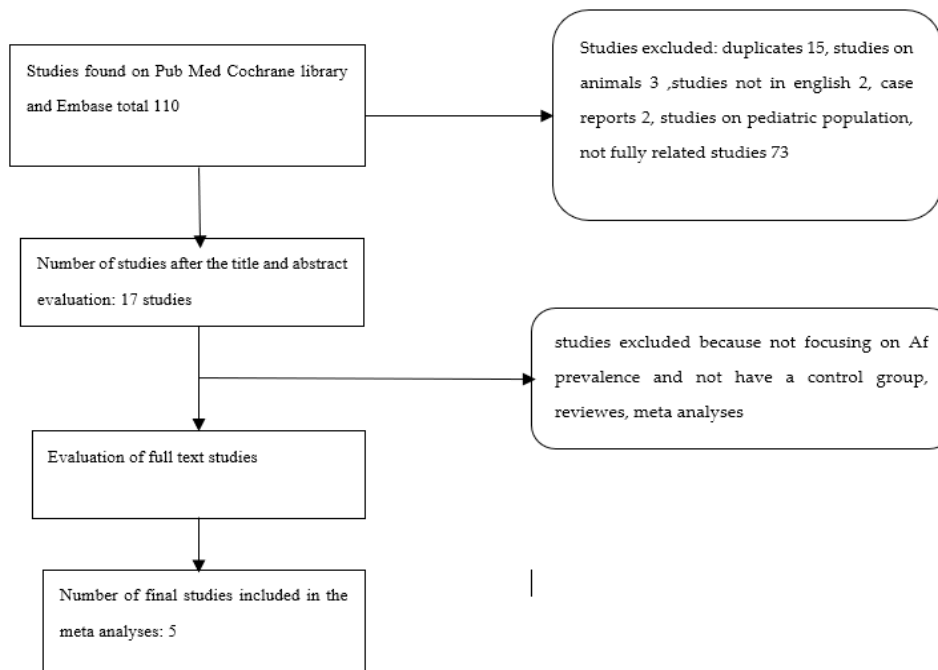 Studies found on Pub Med Cochrane library
and Embase total 110
Studies excluded: duplicates 15, studies on
animals 3 ,studies not in english 2, case
reports 2, studies on pediatric population,
not fully related studies 73
Number of studies after the title and abstract
evaluation: 17 studies
studies excluded because not focusing on Af
prevalence and not have a control group,
reviewes, meta analyses
Evaluation of full text studies
Number of final studies included in the
meta analyses: 5